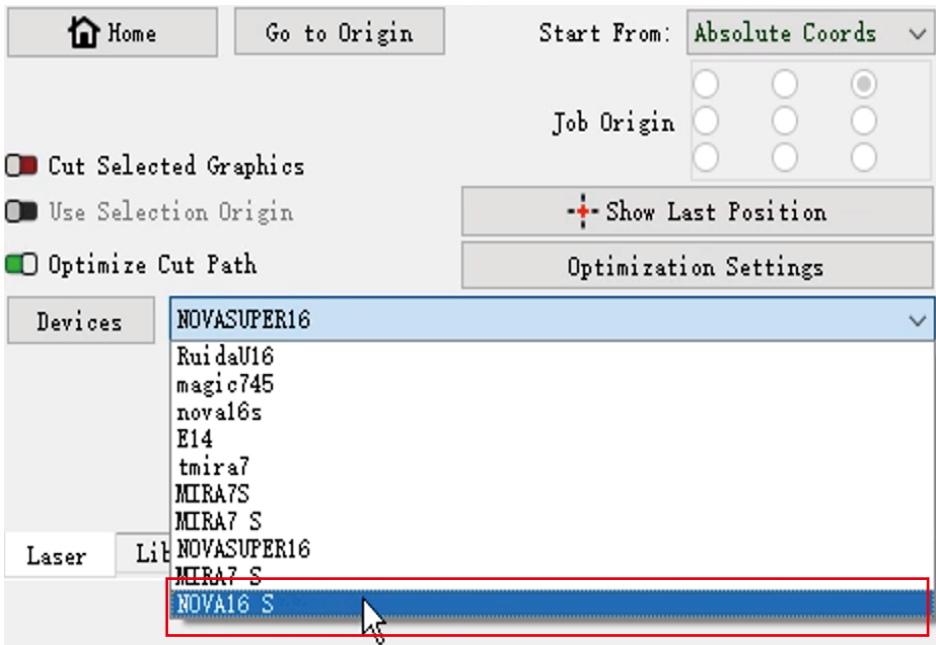 Home
Go to Origin
Start From:
Absolute Coords
Job Origin
Cut Selected Graphics
Use Selection Origin
Show Last Position
Optimize Cut Path
Optimization Settings
Devices
NOVASUPER16
RuidaU16
magic745
nova16s
E14
tmira7
MIRA7S
MIRA7 S
NOVASUPER16
MIRA7 S
NOVA16 S
Laser